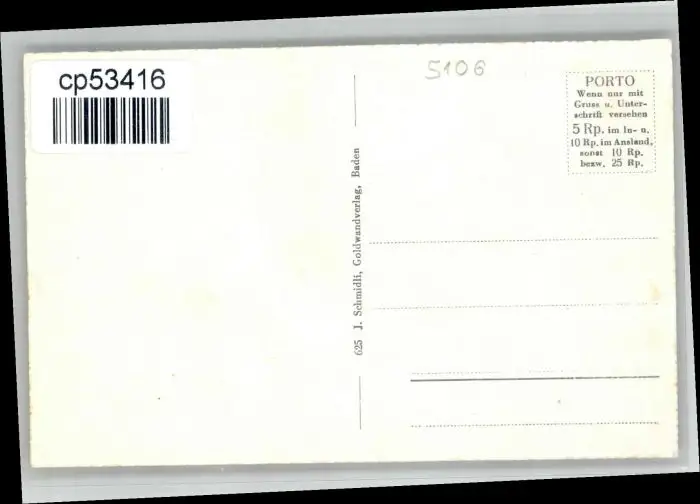 cp53416
5106
PORTO
Wenn nur mit
Gruss u. Unter-
schrift versehen
5 Rp. im In- u.
10 Rp. im Ausland,
sonst 10 Rp.
bezw. 25 Rp.
625 J. Schmidli, Goldwandverlag, Baden